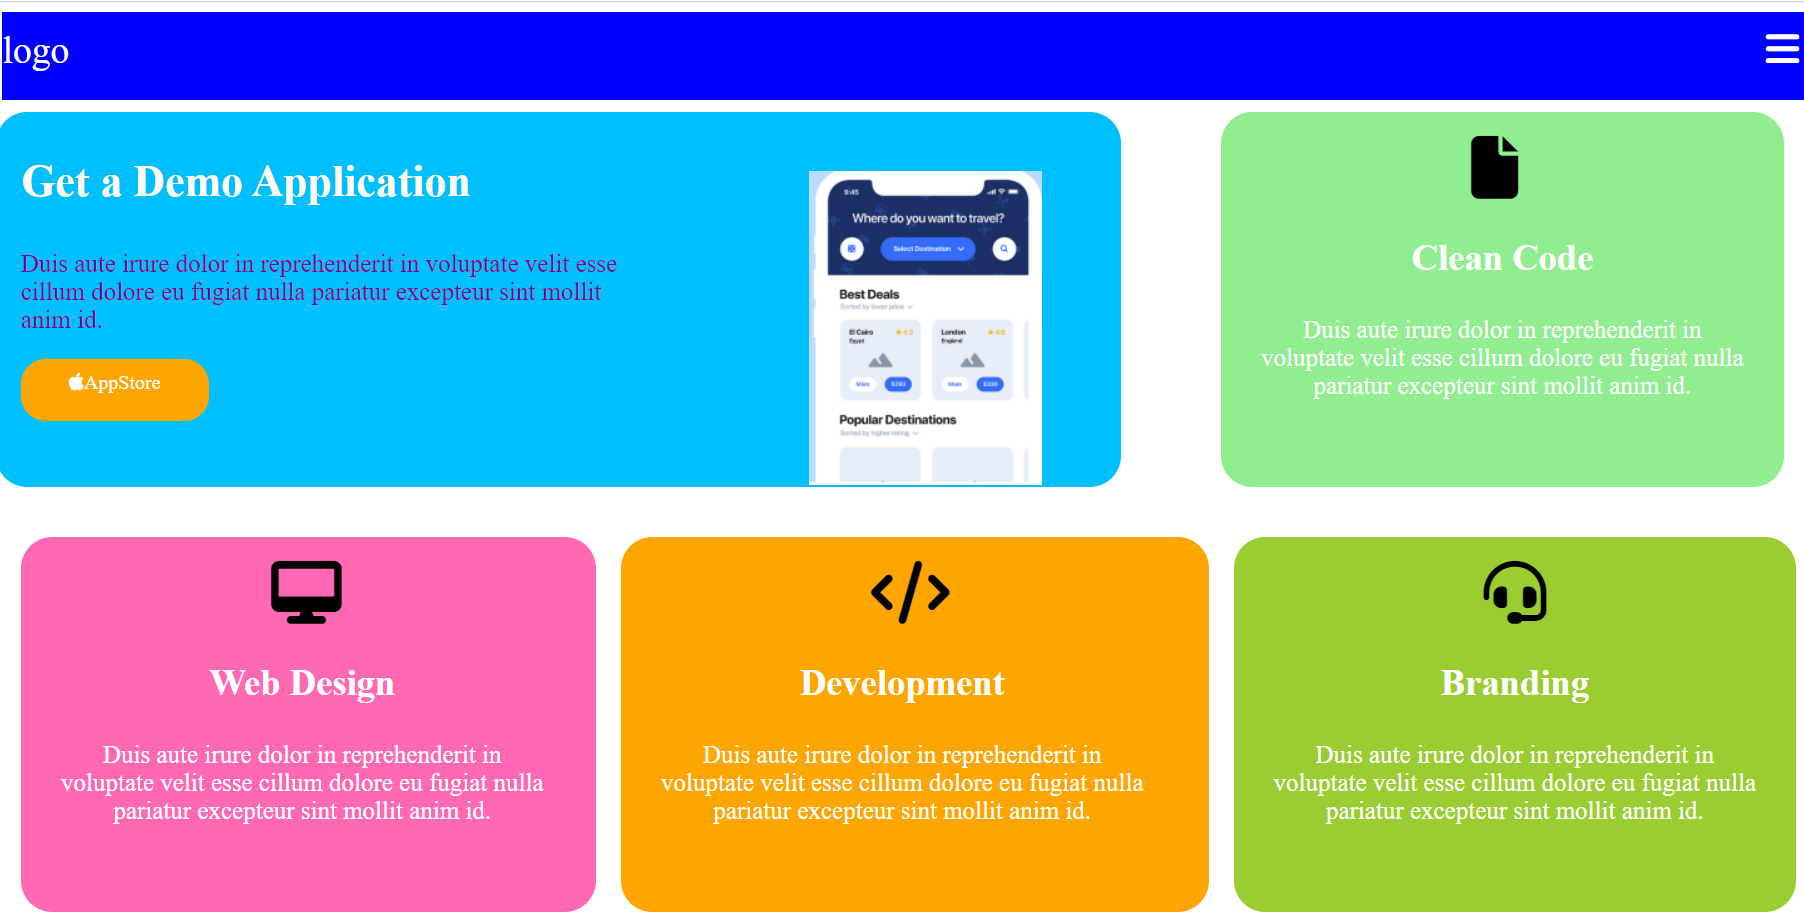 logo
Get a Demo Application
Duis aute irure dolor in reprehenderit in voluptate velit esse
cillum dolore eu fugiat nulla pariatur excepteur sint mollit
anim id.
AppStore
9:45
Where do you want to travel?
Select Destination
Best Deals
Sorted by lower price
El Cairo
4.3
Egypt
London
4.6
England
More
$260
More
$330
Popular Destinations
Sorted by higher rating
Clean Code
Duis aute irure dolor in reprehenderit in
voluptate velit esse cillum dolore eu fugiat nulla
pariatur excepteur sint mollit anim id.
Web Design
Duis aute irure dolor in reprehenderit in
voluptate velit esse cillum dolore eu fugiat nulla
pariatur excepteur sint mollit anim id.
Development
Duis aute irure dolor in reprehenderit in
voluptate velit esse cillum dolore eu fugiat nulla
pariatur excepteur sint mollit anim id.
Branding
Duis aute irure dolor in reprehenderit in
voluptate velit esse cillum dolore eu fugiat nulla
pariatur excepteur sint mollit anim id.